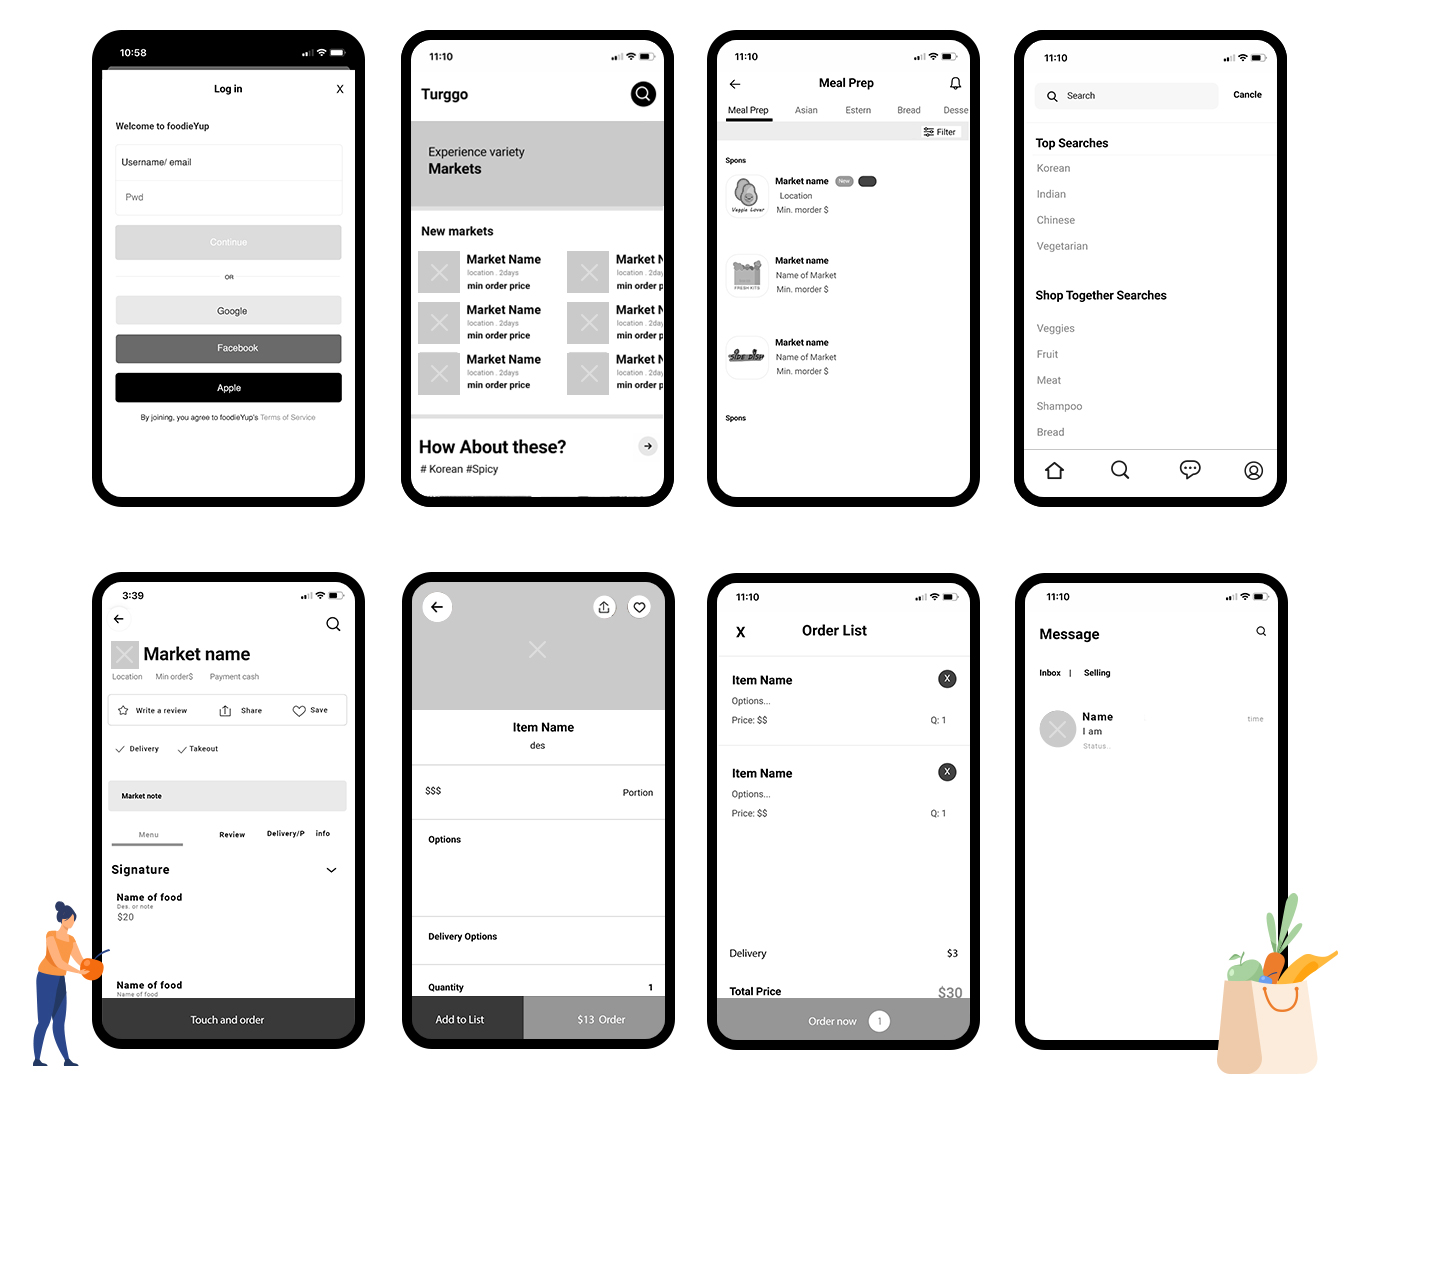 10:58
Log in
X
Welcome to foodieYup
Username/ email
Pwd
Continue
OR
Google
Facebook
Apple
By joining, you agree to foodieYup's Terms of Service
11:10
Turggo
Experience variety
Markets
New markets
Market Name
location . 2days
min order price
Market N
location . 2da
min order p
Market Name
location . 2days
min order price
Market N
location . 2da
min order p
Market Name
location . 2days
min order price
Market N
location . 2da
min order p
How About these?
# Korean #Spicy
11:10
Meal Prep
Meal Prep Asian Estern Bread Desse
Filter
Spons
Veggie Lover
Market name New
Location
Min. morder $
FRESH KITS
Market name
Name of Market
Min. morder $
SIDE DISH
Market name
Name of Market
Min. morder $
Spons
11:10
Search Cancle
Top Searches
Korean
Indian
Chinese
Vegetarian
Shop Together Searches
Veggies
Fruit
Meat
Shampoo
Bread
3:39
Market name
Location Min order$ Payment cash
Write a review Share Save
Delivery Takeout
Market note
Menu Review Delivery/P info
Signature
Name of food
Des. or note
$20
Name of food
Name of food
Touch and order
Item Name
des
$$$ Portion
Options
Delivery Options
Quantity 1
Add to List $13 Order
11:10
X Order List
Item Name X
Options...
Price: $$ Q: 1
Item Name X
Options...
Price: $$ Q: 1
Delivery $3
Total Price $30
Order now 1
11:10
Message
Inbox | Selling
Name time
I am
Status..